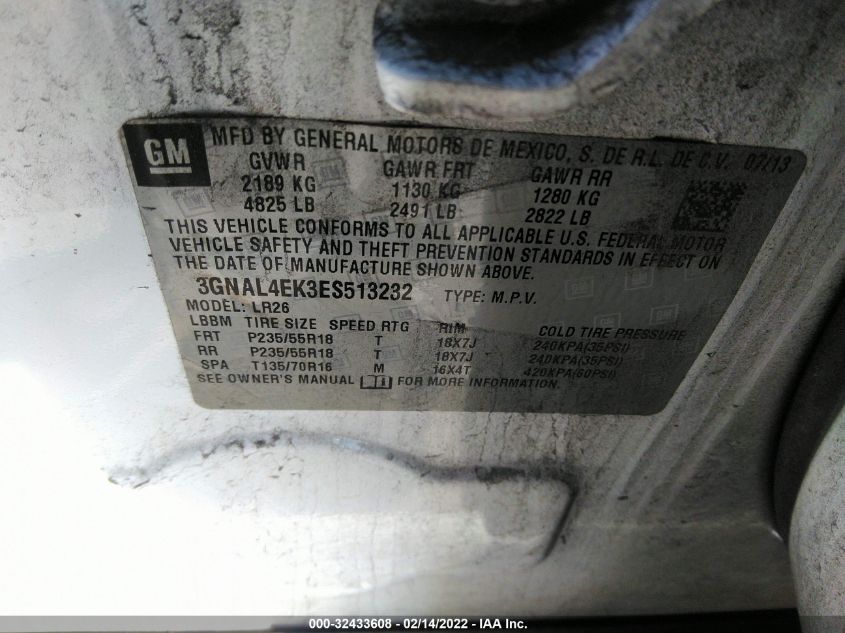 GM MFD BY GENERAL MOTORS DE MEXICO, S. DE R.L. DE C.V. 07/13
GVWR GAWR FRT GAWR RR
2189 KG 1130 KG 1280 KG
4825 LB 2491 LB 2822 LB
THIS VEHICLE CONFORMS TO ALL APPLICABLE U.S. FEDERAL MOTOR
VEHICLE SAFETY AND THEFT PREVENTION STANDARDS IN EFFECT ON
THE DATE OF MANUFACTURE SHOWN ABOVE.
3GNAL4EK3ES513232 TYPE: M.P.V.
MODEL: LR26
LBBM TIRE SIZE SPEED RTG RIM COLD TIRE PRESSURE
FRT P235/55R18 T 18X7J 240KPA(35PSI)
RR P235/55R18 T 18X7J 240KPA(35PSI)
SPA T135/70R16 M 16X4T 420KPA(60PSI)
SEE OWNER'S MANUAL FOR MORE INFORMATION.
000-32433608 - 02/14/2022 - IAA Inc.